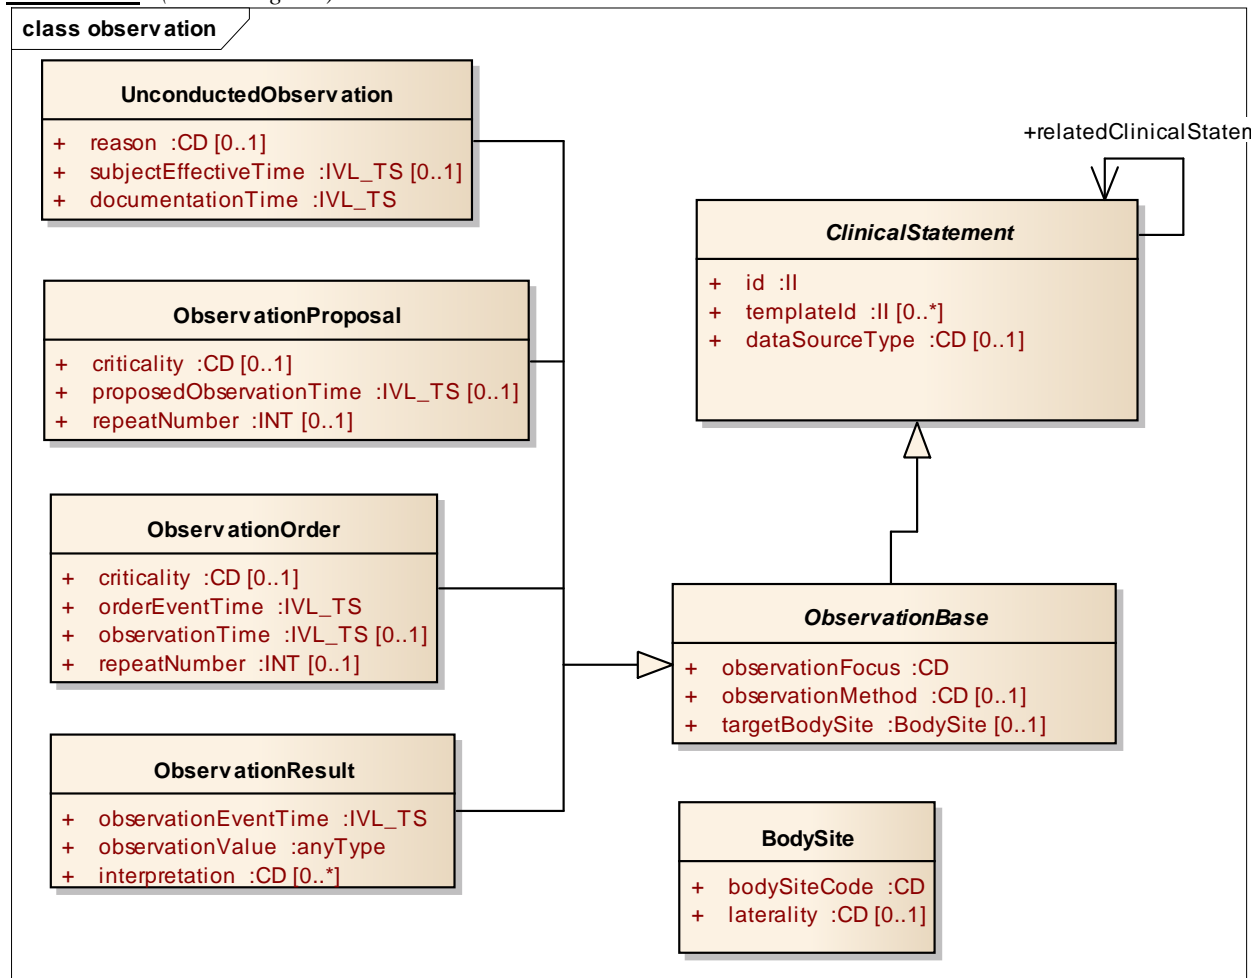 class observation
UnconductedObservation
+ reason :CD [0..1]
+ subjectEffectiveTime :IVL_TS [0..1]
+ documentationTime :IVL_TS
+relatedClinicalStatem
ClinicalStatement
+ id :II
+ templateId :II [0..*]
+ dataSourceType :CD [0..1]
ObservationProposal
+ criticality :CD [0..1]
+ proposedObservationTime :IVL_TS [0..1]
+ repeatNumber :INT [0..1]
ObservationOrder
+ criticality :CD [0..1]
+ orderEventTime :IVL_TS
+ observationTime :IVL_TS [0..1]
+ repeatNumber :INT [0..1]
ObservationBase
+ observationFocus :CD
+ observationMethod :CD [0..1]
+ targetBodySite :BodySite [0..1]
ObservationResult
+ observationEventTime :IVL_TS
+ observationValue :anyType
+ interpretation :CD [0..*]
BodySite
+ bodySiteCode :CD
+ laterality :CD [0..1]